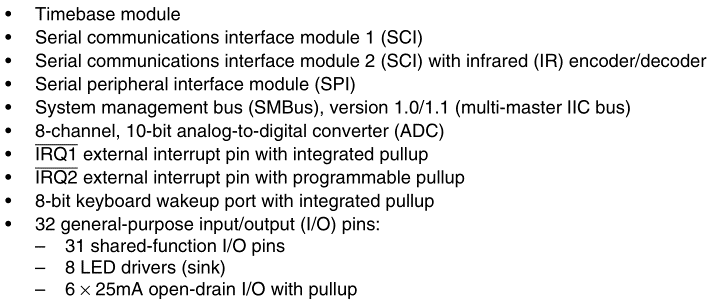 • Timebase module
• Serial communications interface module 1 (SCI)
• Serial communications interface module 2 (SCI) with infrared (IR) encoder/decoder
• Serial peripheral interface module (SPI)
• System management bus (SMBus), version 1.0/1.1 (multi-master IIC bus)
• 8-channel, 10-bit analog-to-digital converter (ADC)
• I̅R̅Q̅1̅ external interrupt pin with integrated pullup
• I̅R̅Q̅2̅ external interrupt pin with programmable pullup
• 8-bit keyboard wakeup port with integrated pullup
• 32 general-purpose input/output (I/O) pins:
– 31 shared-function I/O pins
– 8 LED drivers (sink)
– 6 × 25mA open-drain I/O with pullup